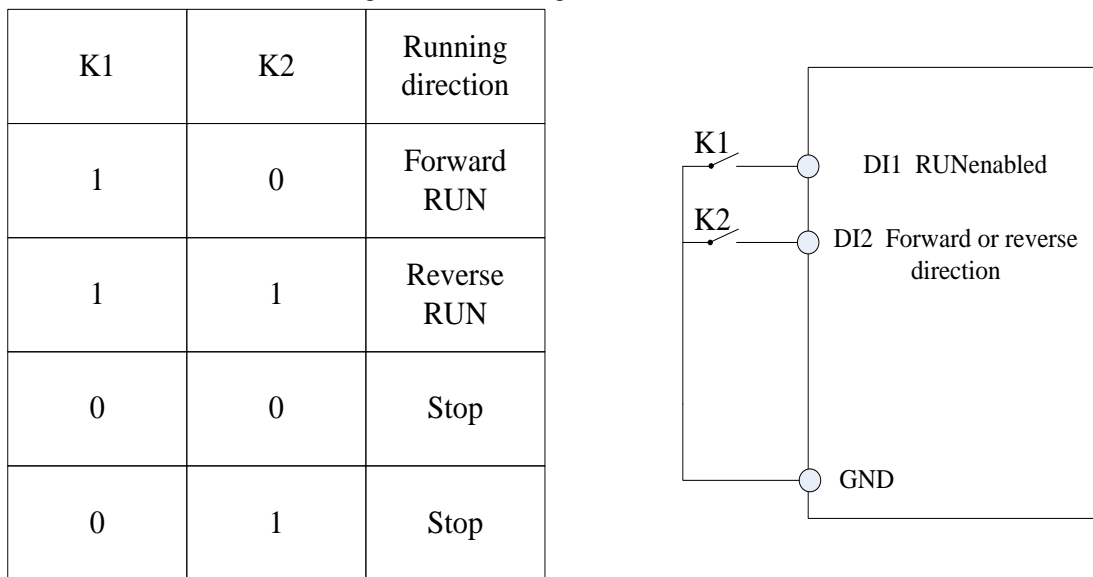 K1 K2 Running
direction
1 0 Forward
RUN
1 1 Reverse
RUN
0 0 Stop
0 1 Stop
K1
DI1 RUNenabled
K2
DI2 Forward or reverse
direction
GND